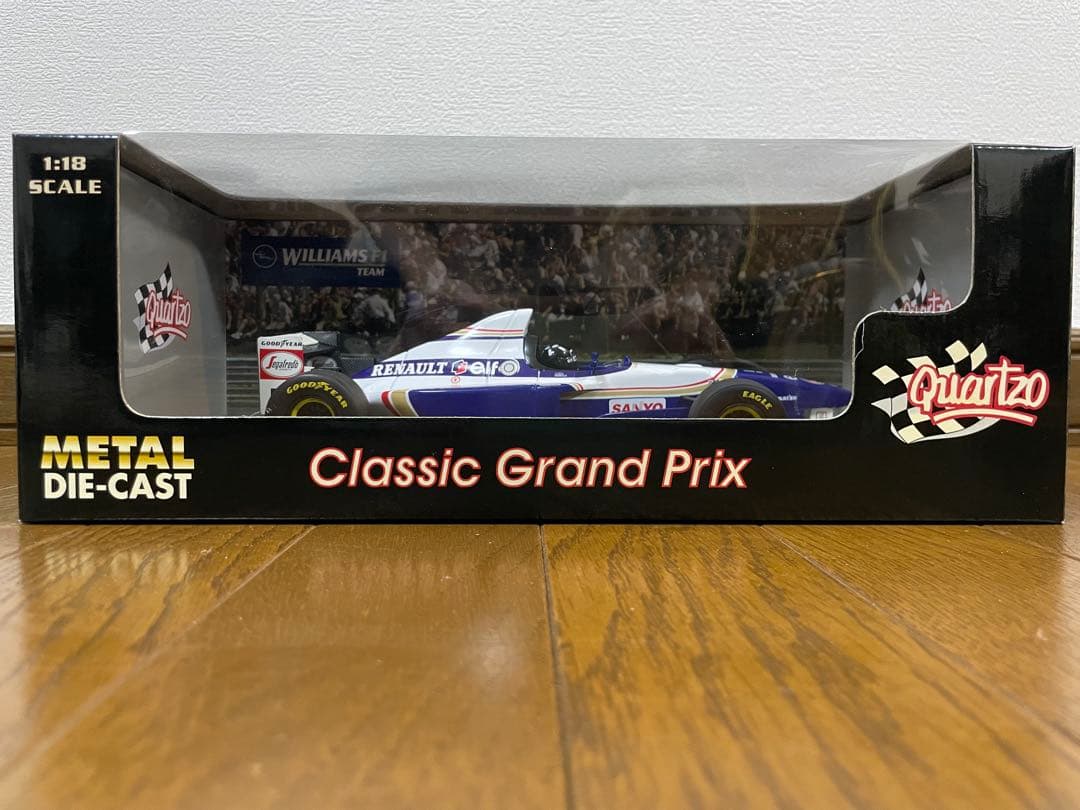 1:18
SCALE
WILLIAMS F1
TEAM
Quartzo
Quartzo
GOODYEAR
Segafredo
RENAULT elf
GOODYEAR
SANYO
EAGLE
Quartzo
METAL
DIE-CAST
Classic Grand Prix